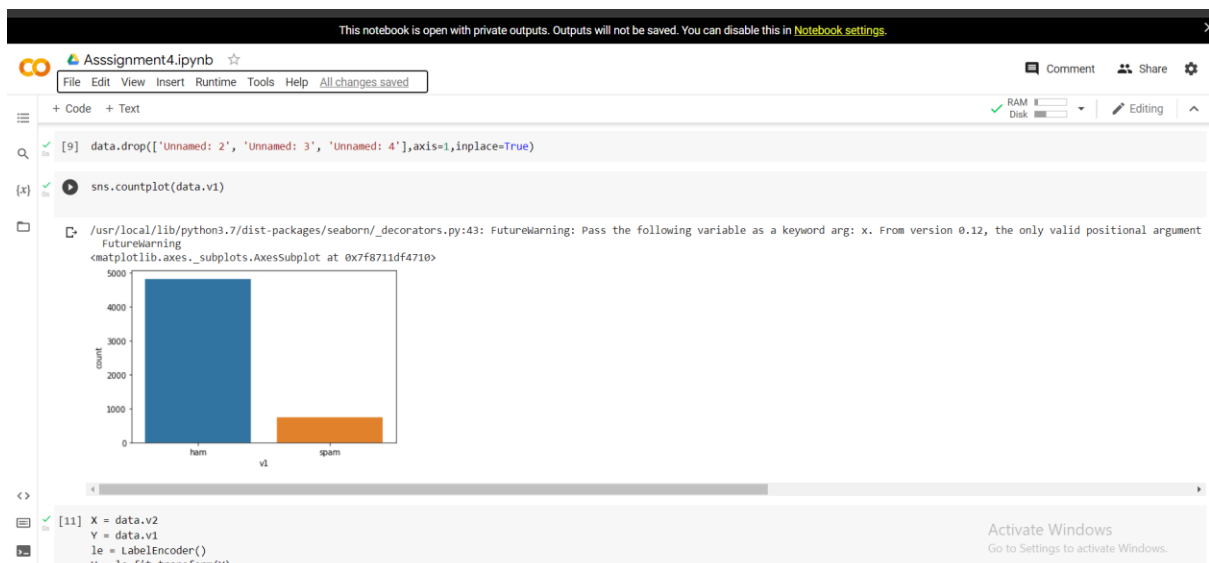 This notebook is open with private outputs. Outputs will not be saved. You can disable this in Notebook settings.
CO
Asssignment4.ipynb
Comment Share
File Edit View Insert Runtime Tools Help All changes saved
+ Code + Text
RAM
Disk
Editing
[9] data.drop(['Unnamed: 2', 'Unnamed: 3', 'Unnamed: 4'],axis=1,inplace=True)
{x}
sns.countplot(data.v1)
/usr/local/lib/python3.7/dist-packages/seaborn/_decorators.py:43: FutureWarning: Pass the following variable as a keyword arg: x. From version 0.12, the only valid positional argument
FutureWarning
<matplotlib.axes._subplots.AxesSubplot at 0x7f8711df4710>
5000
4000
3000
2000
1000
0
count
ham spam
v1
[11] X = data.v2
Y = data.v1
le = LabelEncoder()
Activate Windows
Go to Settings to activate Windows.